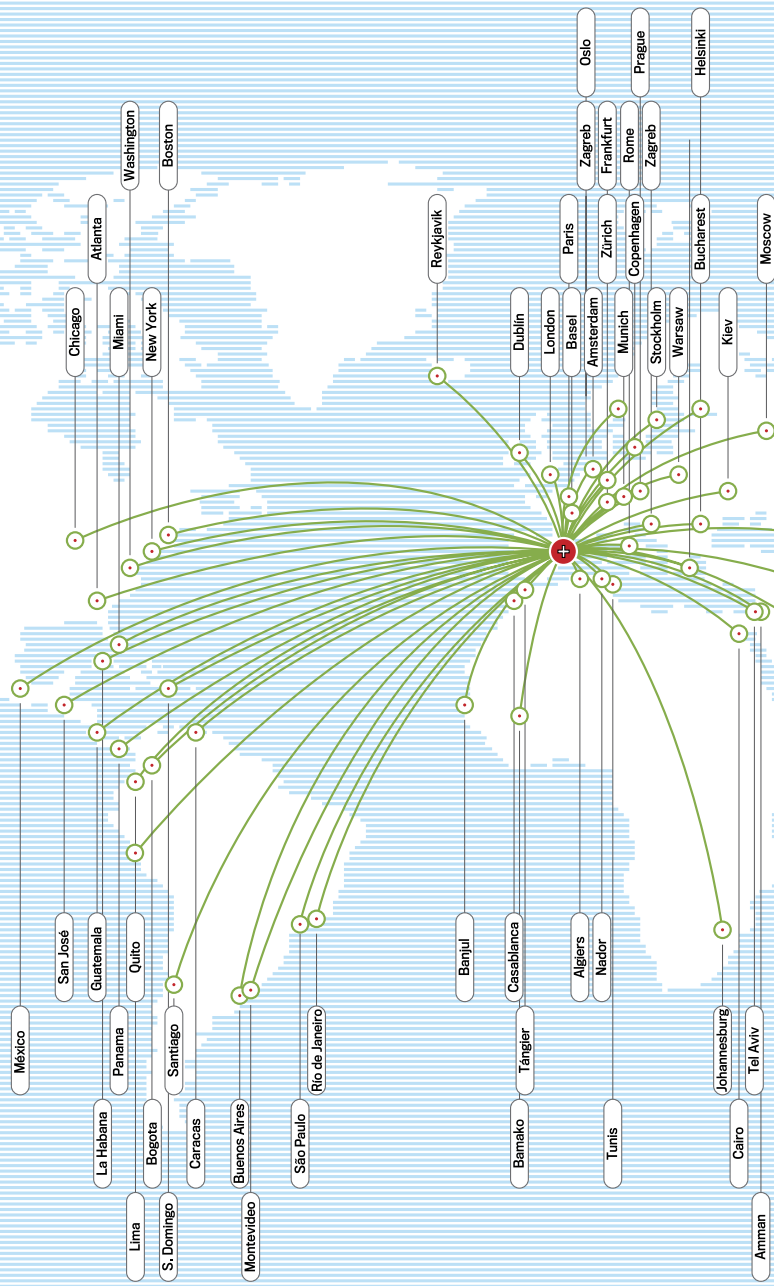 Oslo
Prague
Helsinki
Washington
Boston
Zagreb
Frankfurt
Rome
Zagreb
Atlanta
Reykjavik
Paris
Zürich
Copenhagen
Bucharest
Moscow
Chicago
Miami
New York
Dublín
London
Basel
Amsterdam
Munich
Stockholm
Warsaw
Kiev
San José
Guatemala
Quito
Banjul
Casablanca
Algiers
Nador
México
Panama
Santiago
Río de Janeiro
Tánger
Johannesburg
Tel Aviv
La Habana
Bogota
Caracas
Buenos Aires
São Paulo
Bamako
Tunis
Cairo
Lima
S. Domingo
Montevideo
Amman